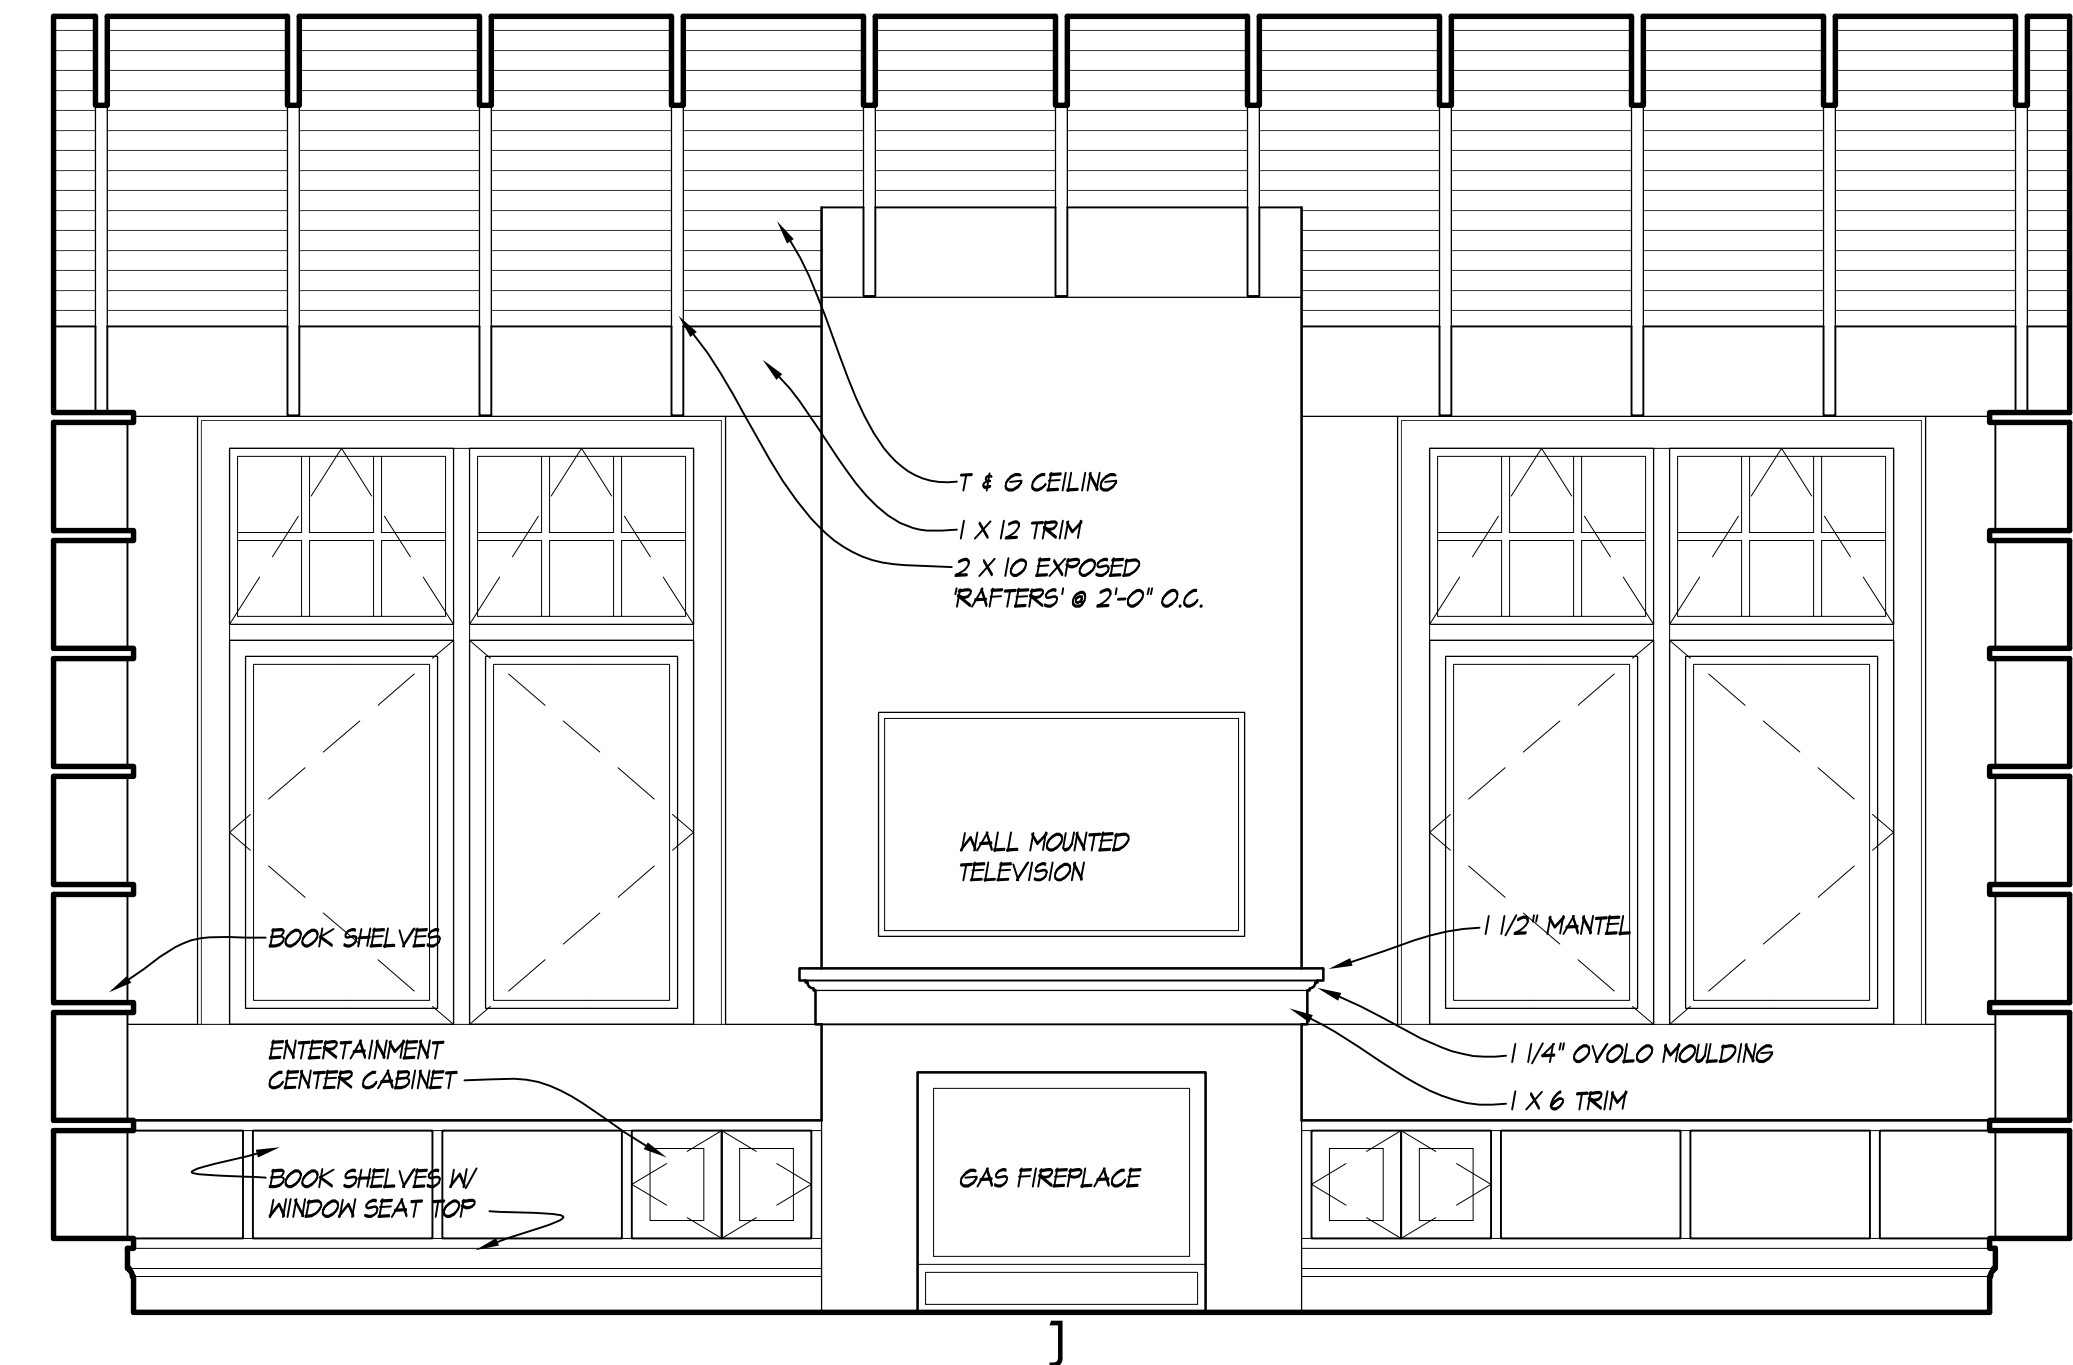 T & G CEILING
1 X 12 TRIM
2 X 10 EXPOSED
'RAFTERS' @ 2'-0" O.C.
WALL MOUNTED
TELEVISION
BOOK SHELVES
1 1/2" MANTEL
ENTERTAINMENT
CENTER CABINET
1 1/4" OVOLO MOULDING
1 X 6 TRIM
BOOK SHELVES W/
WINDOW SEAT TOP
GAS FIREPLACE
J